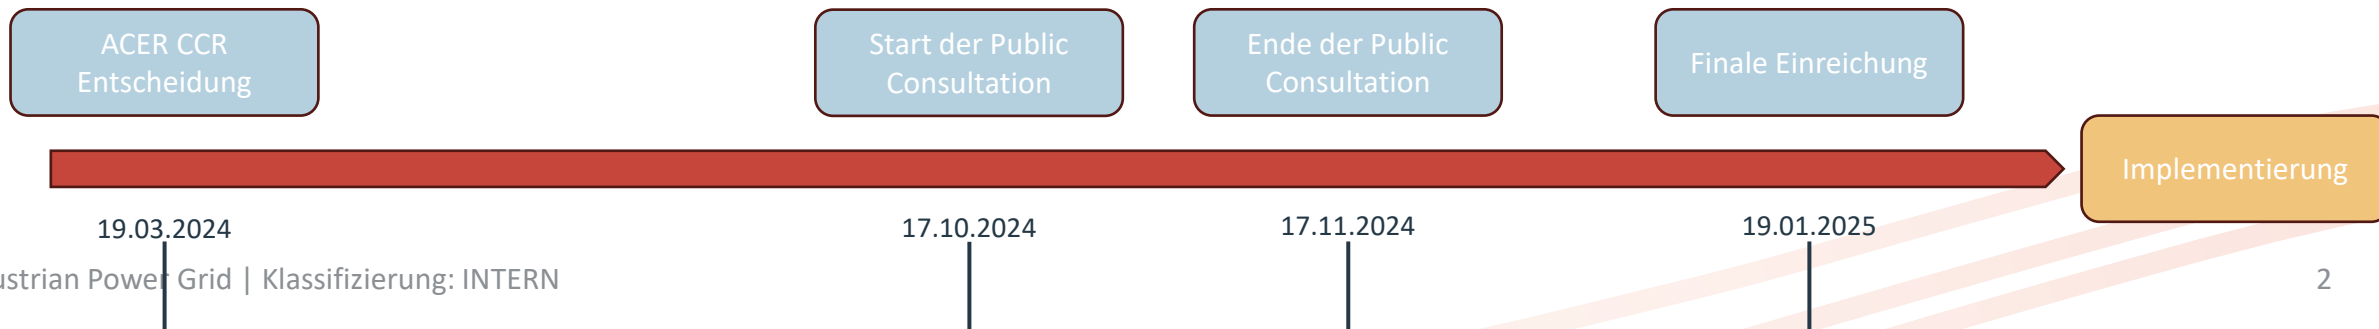 ACER CCR
Entscheidung
Start der Public
Consultation
Ende der Public
Consultation
Finale Einreichung
Implementierung
19.03.2024
17.10.2024
17.11.2024
19.01.2025
ustrian Power Grid | Klassifizierung: INTERN
2